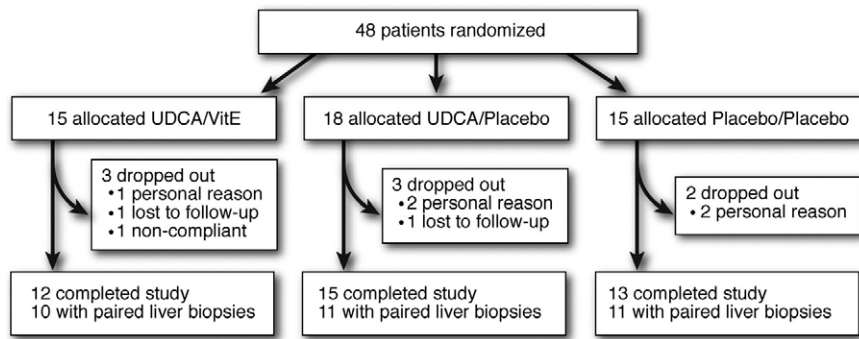 48 patients randomized
15 allocated UDCA/VitE
18 allocated UDCA/Placebo
15 allocated Placebo/Placebo
3 dropped out
• 1 personal reason
• 1 lost to follow-up
• 1 non-compliant
3 dropped out
• 2 personal reason
• 1 lost to follow-up
2 dropped out
• 2 personal reason
12 completed study
10 with paired liver biopsies
15 completed study
11 with paired liver biopsies
13 completed study
11 with paired liver biopsies